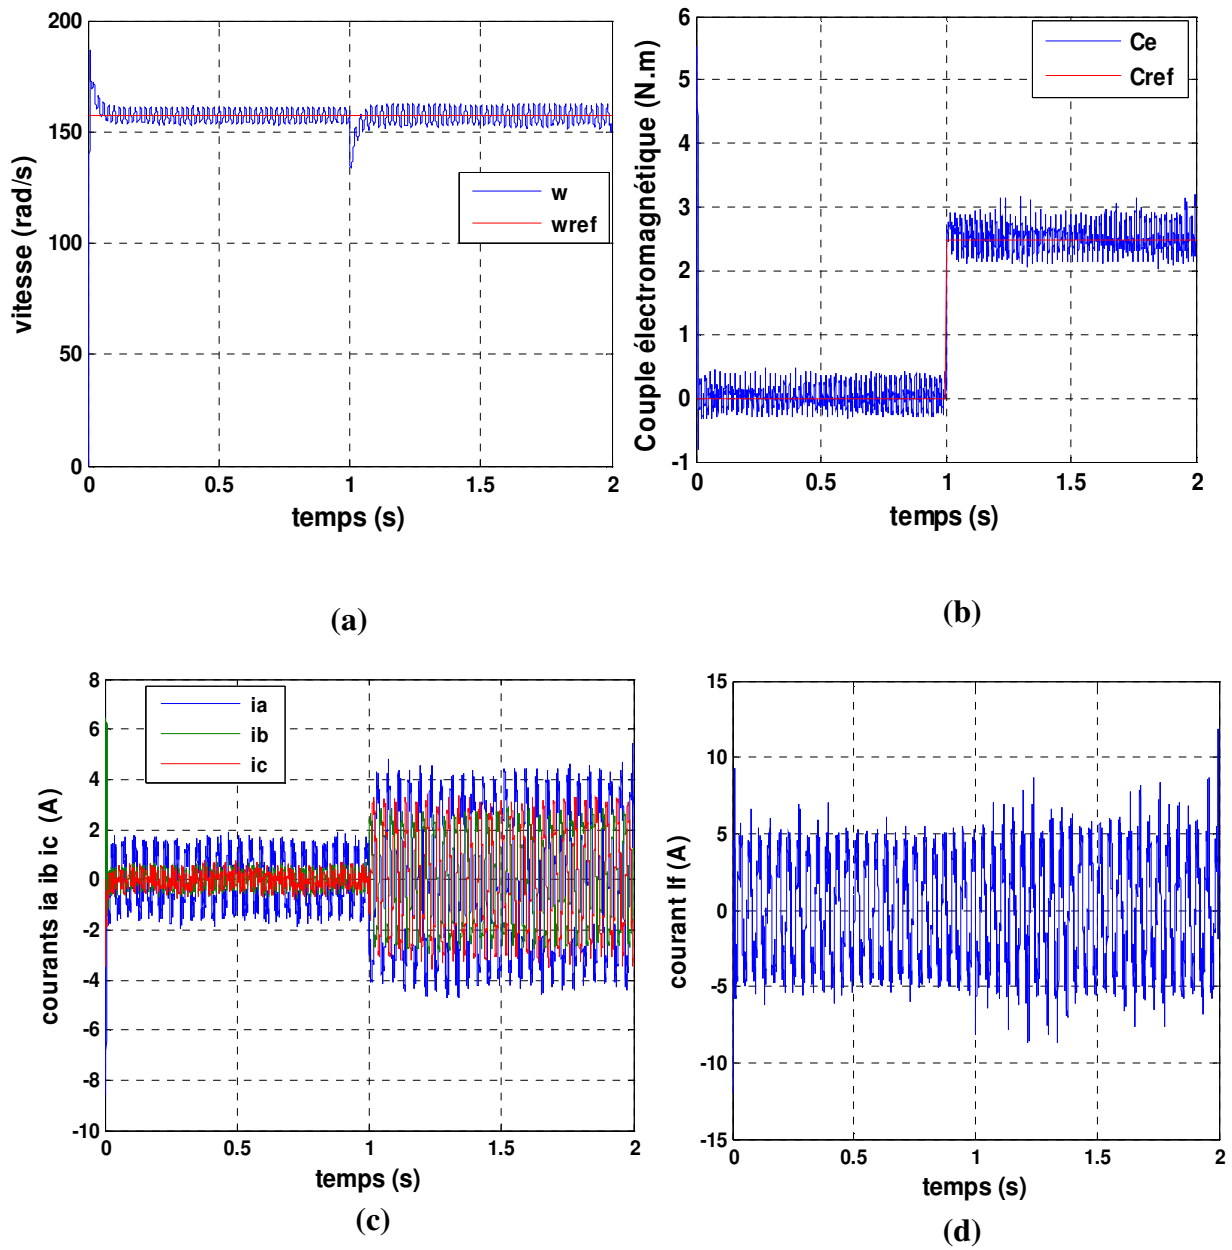 200
150
100
50
0
0
0.5
1
1.5
2
vitesse (rad/s)
temps (s)
w
wref
(a)
6
5
4
3
2
1
0
-1
0
0.5
1
1.5
2
Couple électromagnétique (N.m)
temps (s)
Ce
Cref
(b)
8
6
4
2
0
-2
-4
-6
-8
-10
0
0.5
1
1.5
2
courants ia ib ic (A)
temps (s)
ia
ib
ic
(c)
15
10
5
0
-5
-10
-15
0
0.5
1
1.5
2
courant If (A)
temps (s)
(d)